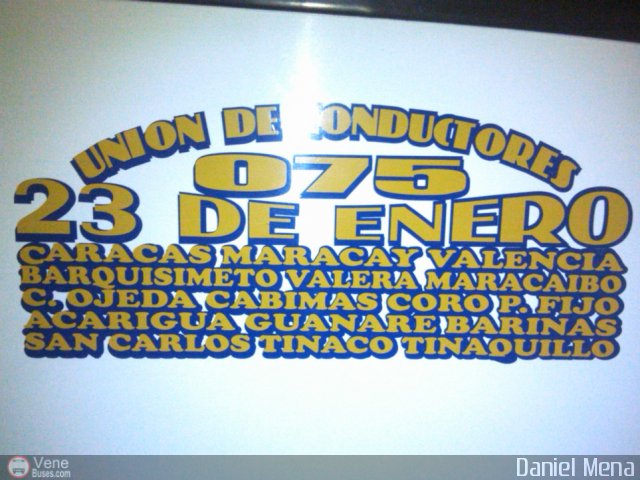 UNION DE CONDUCTORES
075
23 DE ENERO
CARACAS MARACAY VALENCIA
BARQUISIMETO VALERA MARACAIBO
C. OJEDA CABIMAS CORO P. FIJO
ACARIGUA GUANARE BARINAS
SAN CARLOS TINACO TINAQUILLO
Vene
Buses.com
Daniel Mena